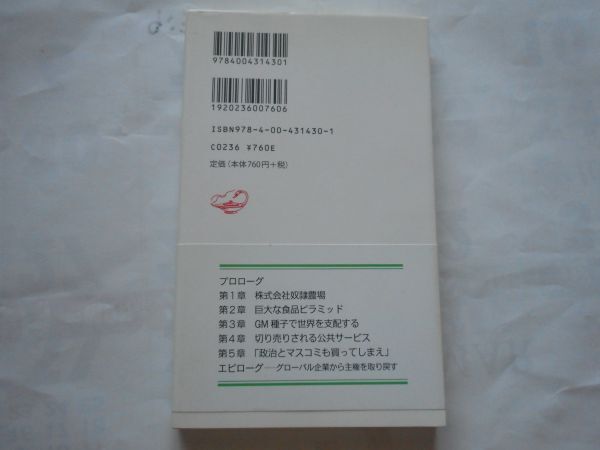 9784004314301
1920236007606
ISBN978-4-00-431430-1
C0236 ¥760E
定価(本体760円+税)
プロローグ
第1章 株式会社奴隷農場
第2章 巨大な食品ピラミッド
第3章 GM種子で世界を支配する
第4章 切り売りされる公共サービス
第5章 「政治とマスコミも買ってしまえ」
エピローグ──グローバル企業から主権を取り戻す